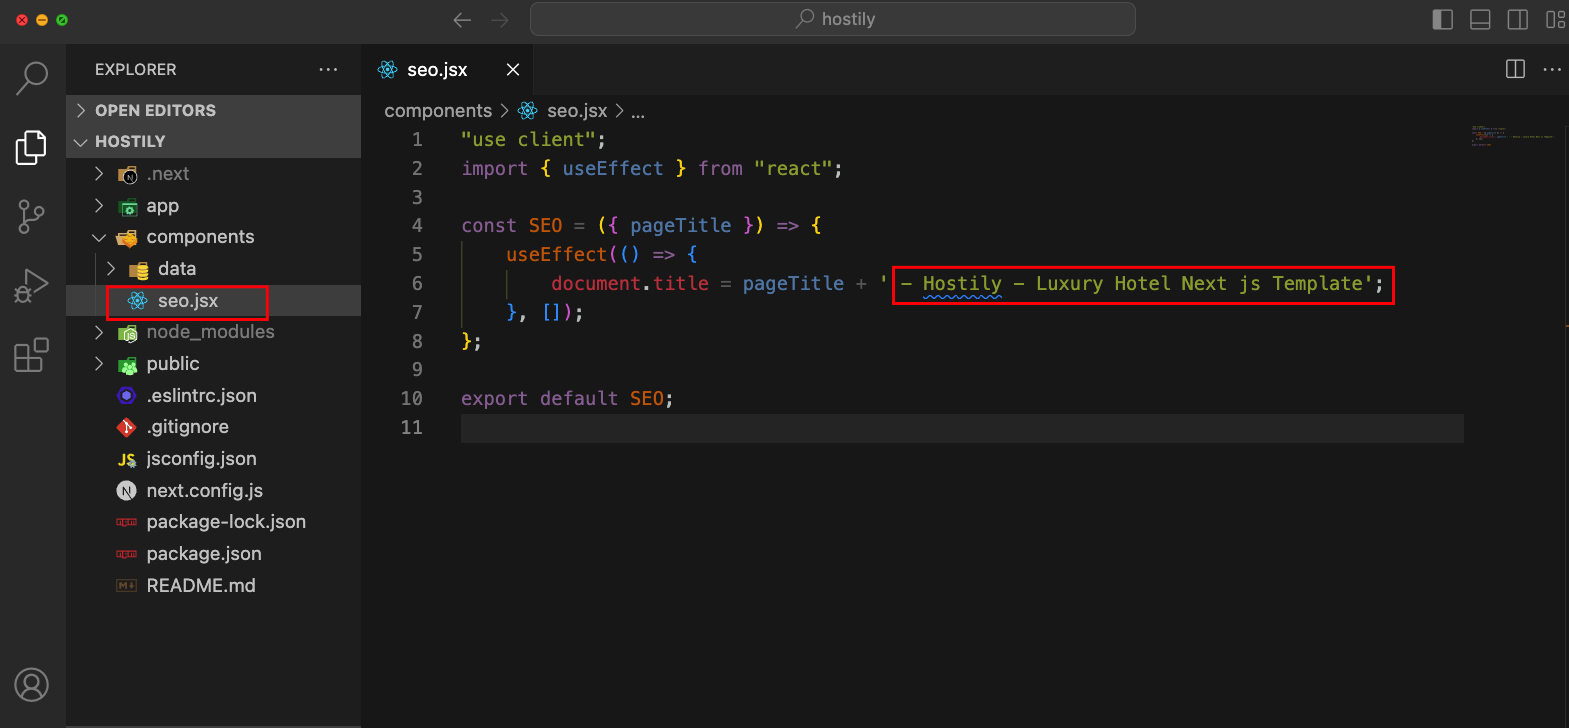 hostily
EXPLORER
OPEN EDITORS
HOSTILY
.next
app
components
data
seo.jsx
node_modules
public
.eslintrc.json
.gitignore
JS jsconfig.json
N next.config.js
package-lock.json
package.json
README.md
seo.jsx
components > seo.jsx > ...
1 "use client";
2 import { useEffect } from "react";
3
4 const SEO = ({ pageTitle }) => {
5 useEffect(() => {
6 document.title = pageTitle + ' - Hostily - Luxury Hotel Next js Template';
7 }, []);
8 };
9
10 export default SEO;
11